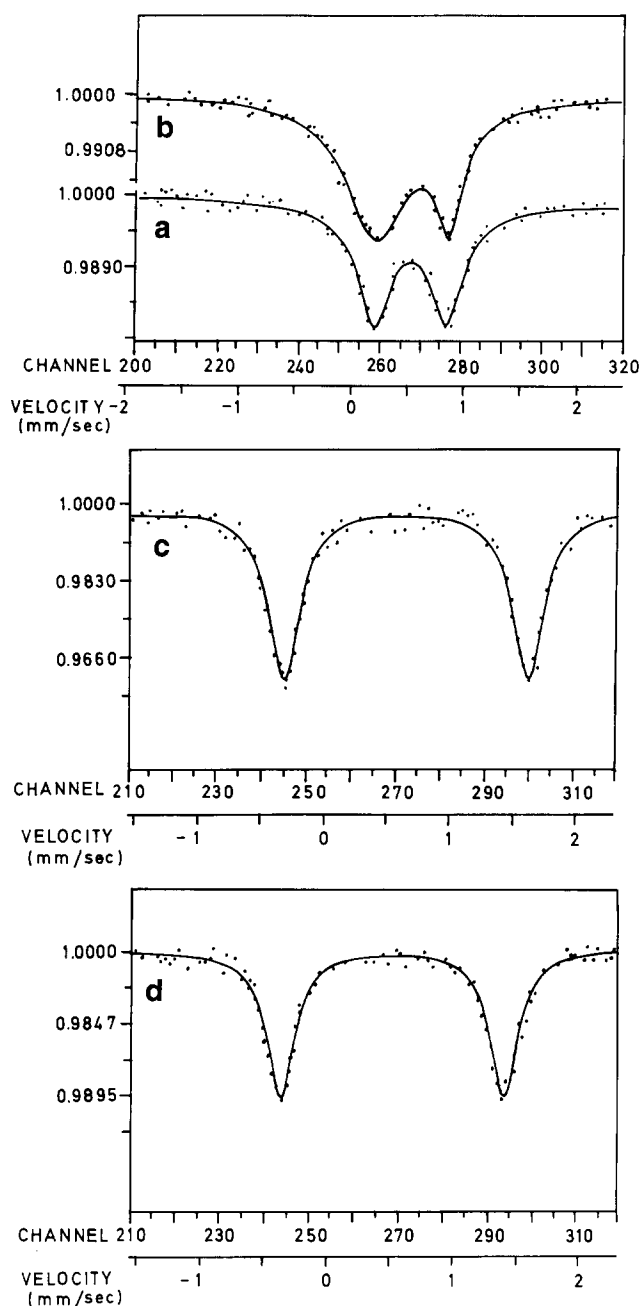 1.0000
b
0.9908
1.0000
a
0.9890
CHANNEL 200 220 240 260 280 300 320
VELOCITY -2 -1 0 1 2
(mm/sec)
1.0000
c
0.9830
0.9660
CHANNEL 210 230 250 270 290 310
VELOCITY -1 0 1 2
(mm/sec)
1.0000
d
0.9847
0.9895
CHANNEL 210 230 250 270 290 310
VELOCITY -1 0 1 2
(mm/sec)